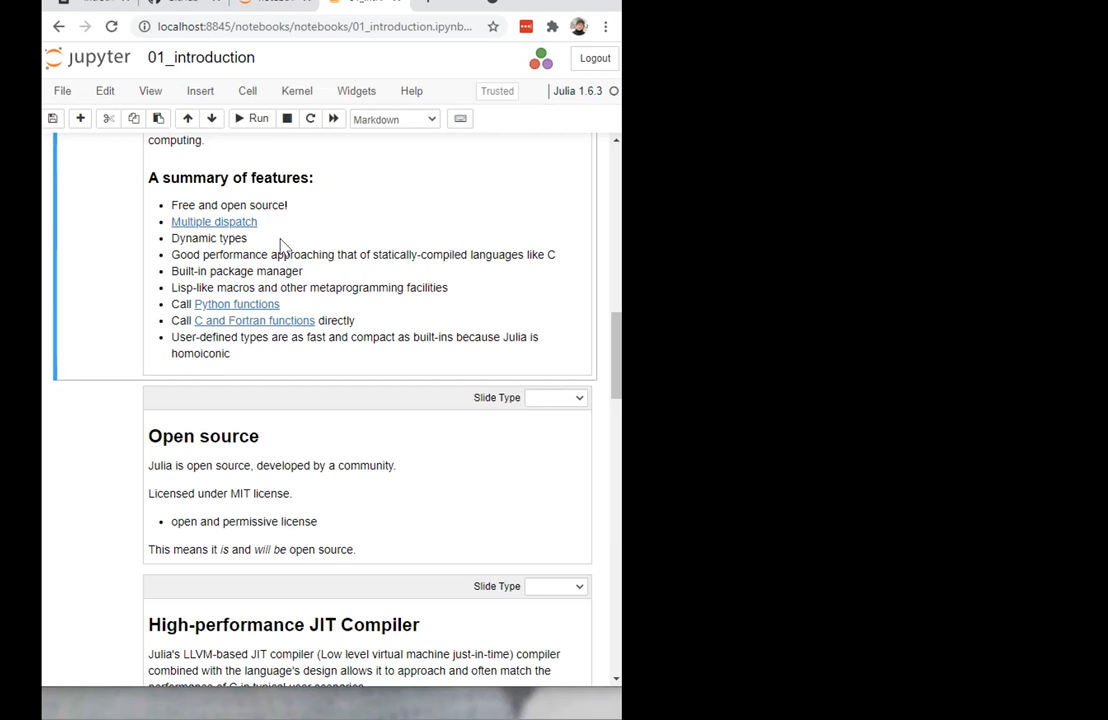 localhost:8845/notebooks/notebooks/01_introduction.ipynb...
jupyter 01_introduction Logout
File Edit View Insert Cell Kernel Widgets Help Trusted Julia 1.6.3
Run Markdown
computing.
A summary of features:
Free and open source!
Multiple dispatch
Dynamic types
Good performance approaching that of statically-compiled languages like C
Built-in package manager
Lisp-like macros and other metaprogramming facilities
Call Python functions
Call C and Fortran functions directly
User-defined types are as fast and compact as built-ins because Julia is
homoiconic
Slide Type
Open source
Julia is open source, developed by a community.
Licensed under MIT license.
open and permissive license
This means it is and will be open source.
Slide Type
High-performance JIT Compiler
Julia's LLVM-based JIT compiler (Low level virtual machine just-in-time) compiler
combined with the language's design allows it to approach and often match the
performance of C in typical user scenarios